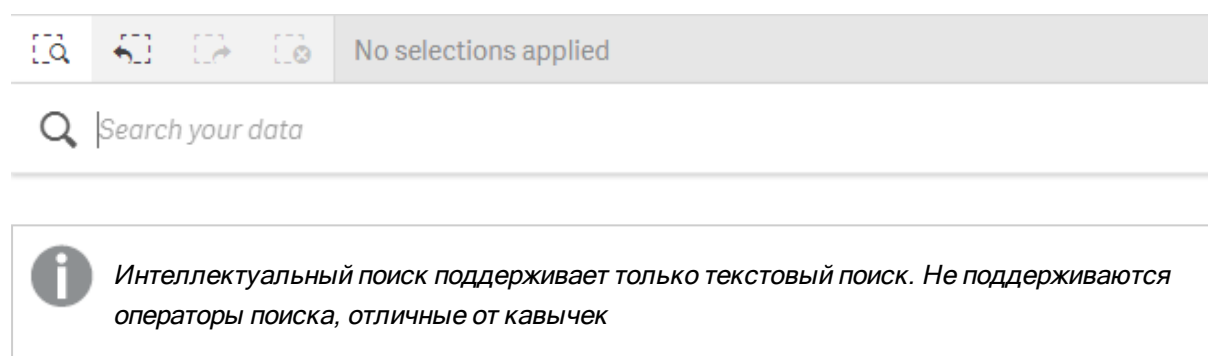 No selections applied
Search your data
Интеллектуальный поиск поддерживает только текстовый поиск. Не поддерживаются
операторы поиска, отличные от кавычек